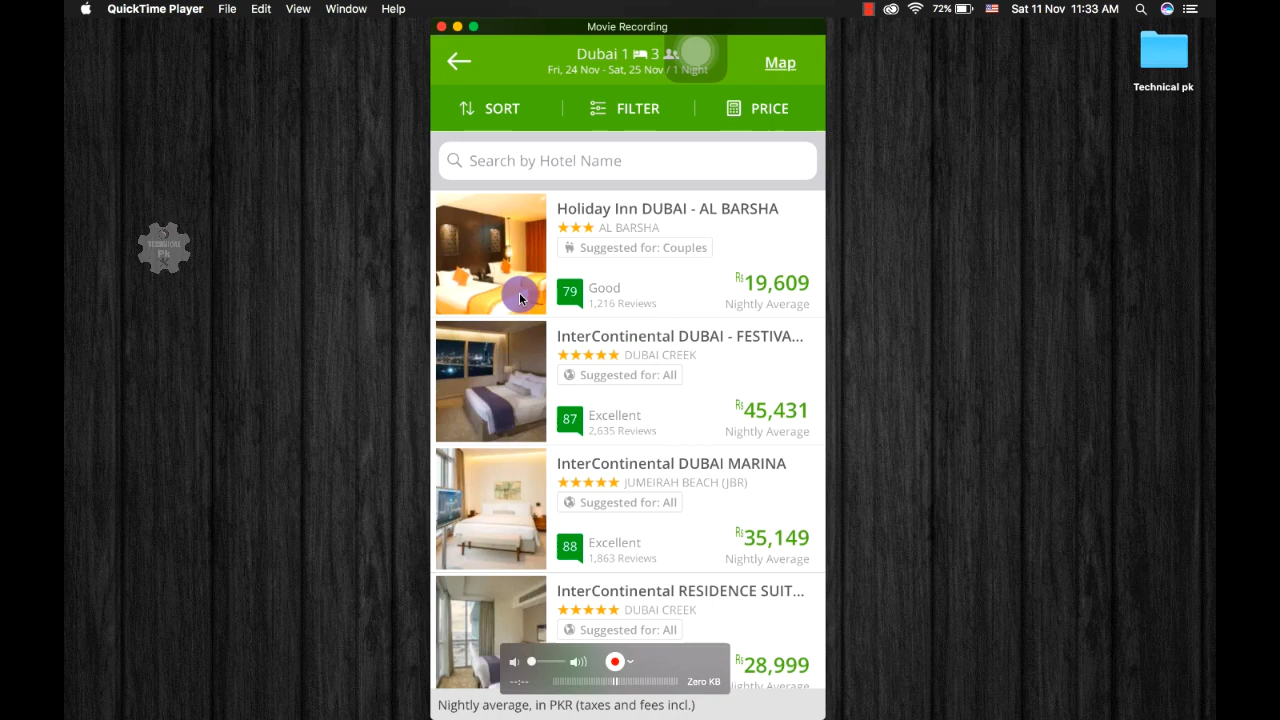 QuickTime Player File Edit View Window Help 72% Sat 11 Nov 11:33 AM
Movie Recording
Dubai 1 3
Fri, 24 Nov - Sat, 25 Nov / 1 Night
Map
SORT FILTER PRICE
Search by Hotel Name
Holiday Inn DUBAI - AL BARSHA
AL BARSHA
Suggested for: Couples
79 Good
1,216 Reviews
Rs19,609
Nightly Average
InterContinental DUBAI - FESTIVA...
DUBAI CREEK
Suggested for: All
87 Excellent
2,635 Reviews
Rs45,431
Nightly Average
InterContinental DUBAI MARINA
JUMEIRAH BEACH (JBR)
Suggested for: All
88 Excellent
1,863 Reviews
Rs35,149
Nightly Average
InterContinental RESIDENCE SUIT...
DUBAI CREEK
Suggested for: All
Rs28,999
Nightly Average
--:-- Zero KB
Nightly average, in PKR (taxes and fees incl.)
Technical pk
TECHNICAL
Pk